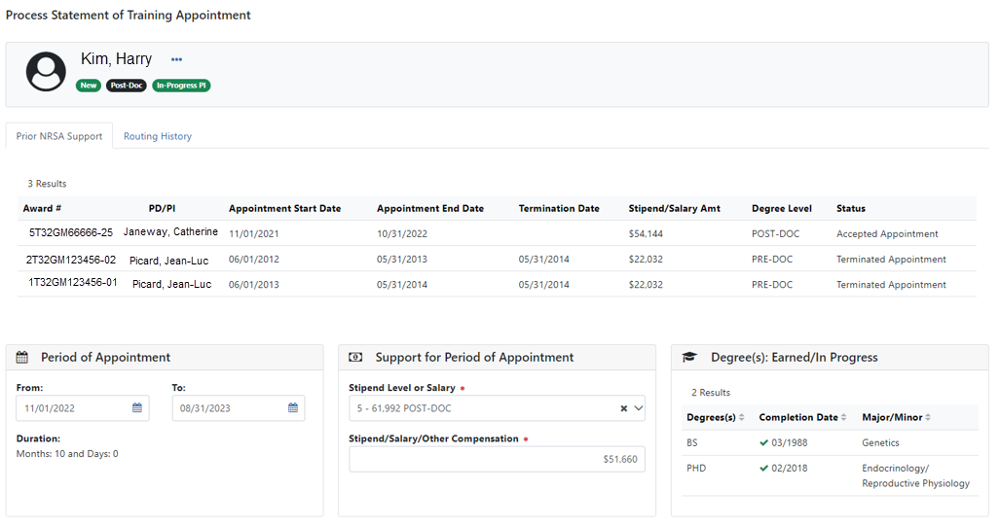 Process Statement of Training Appointment
Kim, Harry
New Post-Doc In-Progress PI
Prior NRSA Support Routing History
3 Results
Award # PD/PI Appointment Start Date Appointment End Date Termination Date Stipend/Salary Amt Degree Level Status
5T32GM66666-25 Janeway, Catherine 11/01/2021 10/31/2022 $54,144 POST-DOC Accepted Appointment
2T32GM123456-02 Picard, Jean-Luc 06/01/2012 05/31/2013 05/31/2014 $22,032 PRE-DOC Terminated Appointment
1T32GM123456-01 Picard, Jean-Luc 06/01/2013 05/31/2014 05/31/2014 $22,032 PRE-DOC Terminated Appointment
Period of Appointment
From: To:
11/01/2022 08/31/2023
Duration:
Months: 10 and Days: 0
Support for Period of Appointment
Stipend Level or Salary *
5 - 61,992 POST-DOC
Stipend/Salary/Other Compensation *
$51,660
Degree(s): Earned/In Progress
2 Results
Degrees(s) Completion Date Major/Minor
BS 03/1988 Genetics
PHD 02/2018 Endocrinology/
Reproductive Physiology